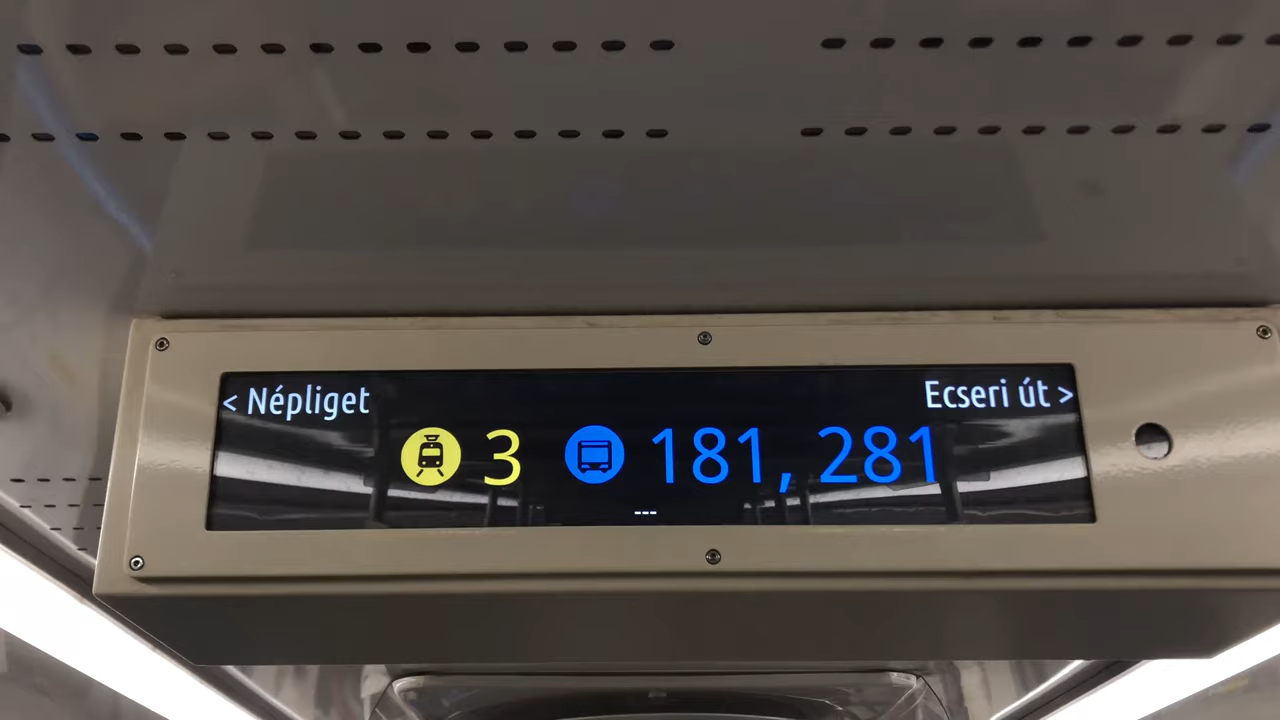 < Népliget
Ecseri út >
3 181, 281
---